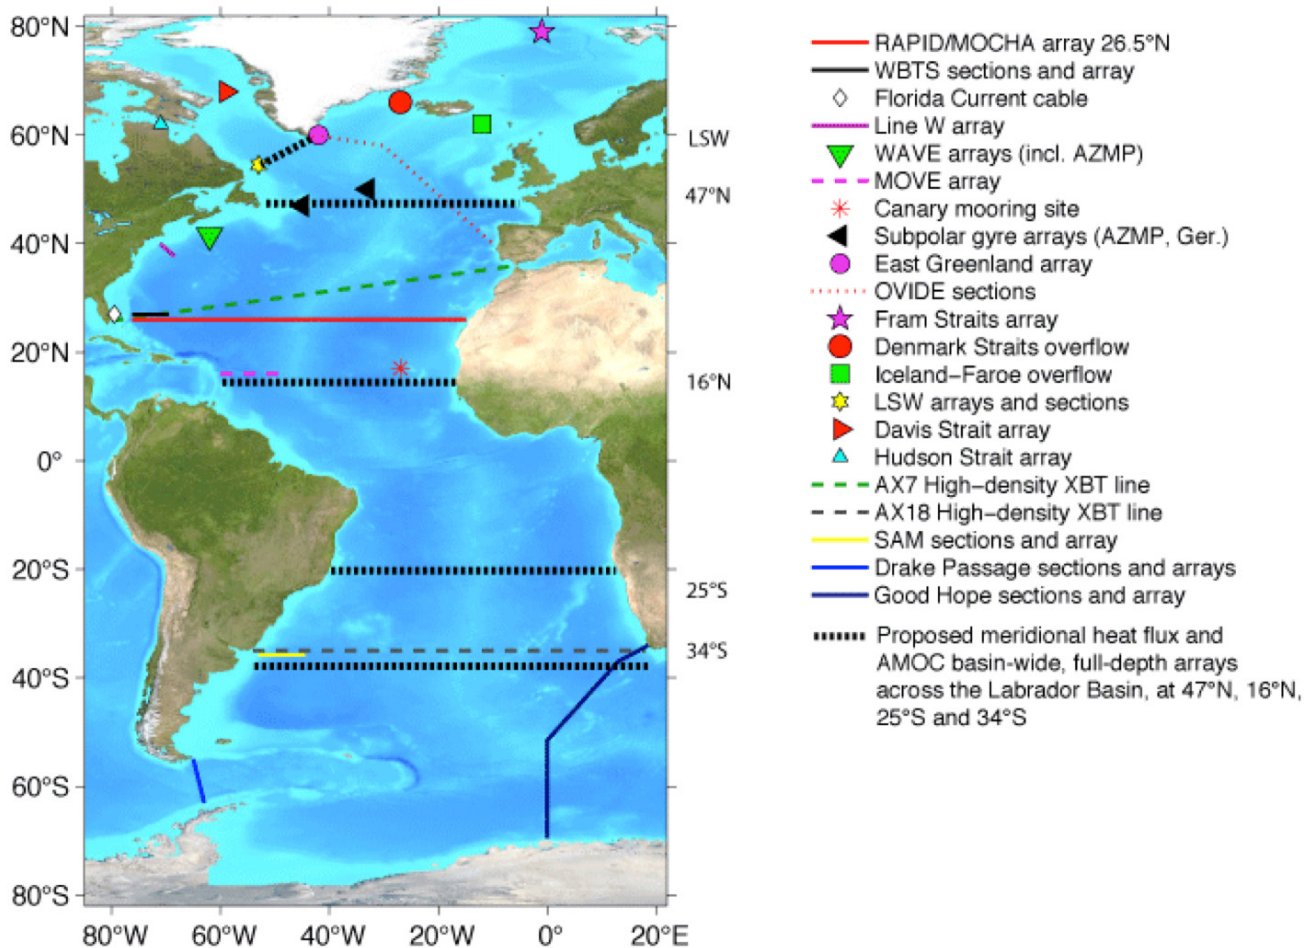 80°N
60°N
40°N
20°N
0°
20°S
40°S
60°S
80°S
80°W
60°W
40°W
20°W
0°
20°E
LSW
47°N
16°N
25°S
34°S
RAPID/MOCHA array 26.5°N
WBTS sections and array
Florida Current cable
Line W array
WAVE arrays (incl. AZMP)
MOVE array
Canary mooring site
Subpolar gyre arrays (AZMP, Ger.)
East Greenland array
OVIDE sections
Fram Straits array
Denmark Straits overflow
Iceland–Faroe overflow
LSW arrays and sections
Davis Strait array
Hudson Strait array
AX7 High–density XBT line
AX18 High–density XBT line
SAM sections and array
Drake Passage sections and arrays
Good Hope sections and array
Proposed meridional heat flux and
AMOC basin-wide, full-depth arrays
across the Labrador Basin, at 47°N, 16°N,
25°S and 34°S